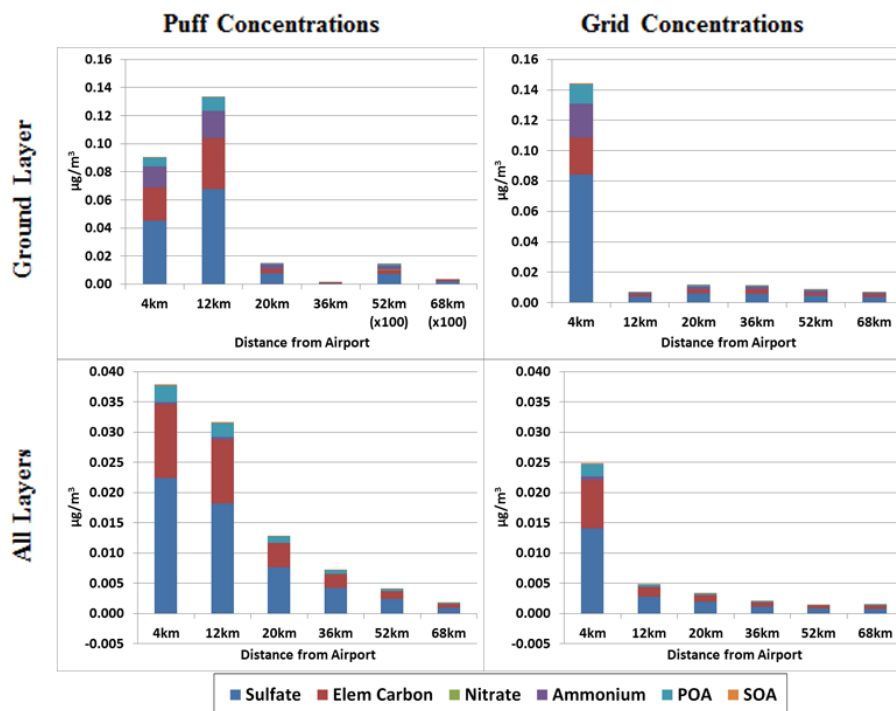 Puff Concentrations
Grid Concentrations
Ground Layer
µg/m³
0.16
0.14
0.12
0.10
0.08
0.06
0.04
0.02
0.00
4km 12km 20km 36km 52km 68km
(x100) (x100)
Distance from Airport
µg/m³
0.16
0.14
0.12
0.10
0.08
0.06
0.04
0.02
0.00
4km 12km 20km 36km 52km 68km
Distance from Airport
All Layers
µg/m³
0.040
0.035
0.030
0.025
0.020
0.015
0.010
0.005
0.000
-0.005
4km 12km 20km 36km 52km 68km
Distance from Airport
µg/m³
0.040
0.035
0.030
0.025
0.020
0.015
0.010
0.005
0.000
-0.005
4km 12km 20km 36km 52km 68km
Distance from Airport
Sulfate Elem Carbon Nitrate Ammonium POA SOA